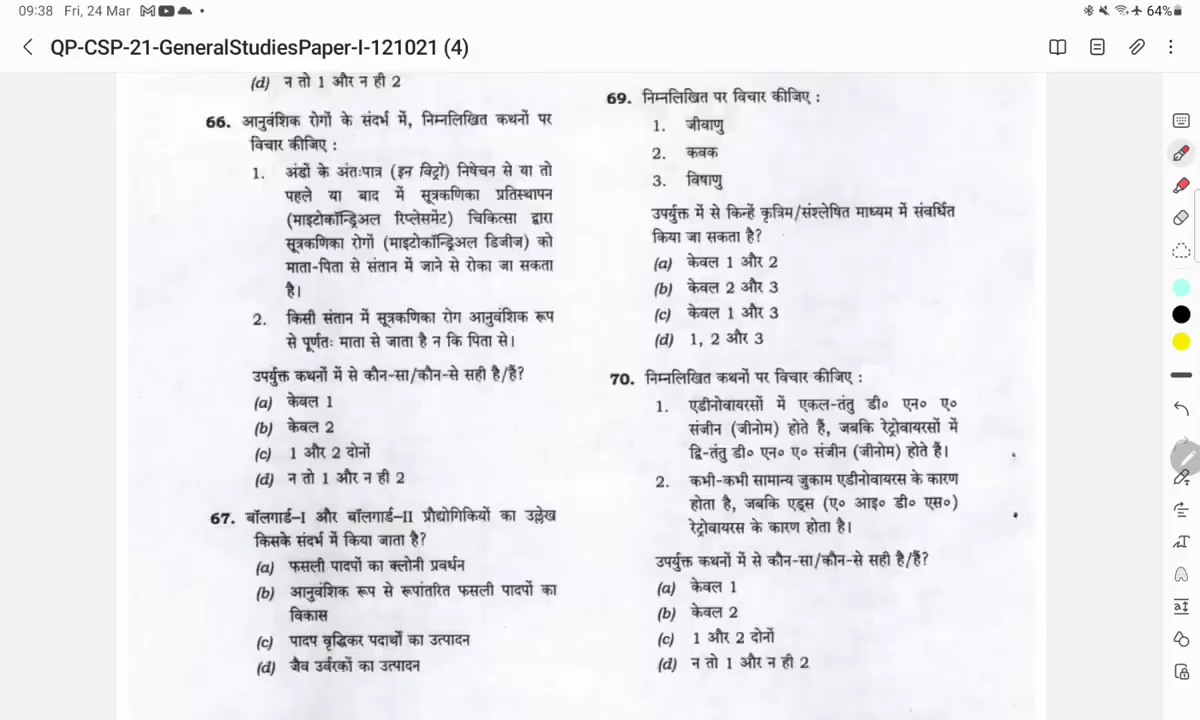 09:38 Fri, 24 Mar
64%
QP-CSP-21-GeneralStudiesPaper-I-121021 (4)
(d) न तो 1 और न ही 2
66. आनुवंशिक रोगों के संदर्भ में, निम्नलिखित कथनों पर
विचार कीजिए :
1. अंडों के अंतःपात्र (इन विट्रो) निषेचन से या तो
पहले या बाद में सूत्रकणिका प्रतिस्थापन
(माइटोकॉन्ड्रिअल रिप्लेसमेंट) चिकित्सा द्वारा
सूत्रकणिका रोगों (माइटोकॉन्ड्रिअल डिजीज) को
माता-पिता से संतान में जाने से रोका जा सकता
है।
2. किसी संतान में सूत्रकणिका रोग आनुवंशिक रूप
से पूर्णतः माता से जाता है न कि पिता से।
उपर्युक्त कथनों में से कौन-सा/कौन-से सही है/हैं?
(a) केवल 1
(b) केवल 2
(c) 1 और 2 दोनों
(d) न तो 1 और न ही 2
67. बॉलगार्ड-I और बॉलगार्ड-II प्रौद्योगिकियों का उल्लेख
किसके संदर्भ में किया जाता है?
(a) फसली पादपों का क्लोनी प्रवर्धन
(b) आनुवंशिक रूप से रूपांतरित फसली पादपों का
विकास
(c) पादप वृद्धिकर पदार्थों का उत्पादन
(d) जैव उर्वरकों का उत्पादन
69. निम्नलिखित पर विचार कीजिए :
1. जीवाणु
2. कवक
3. विषाणु
उपर्युक्त में से किन्हें कृत्रिम/संश्लेषित माध्यम में संवर्धित
किया जा सकता है?
(a) केवल 1 और 2
(b) केवल 2 और 3
(c) केवल 1 और 3
(d) 1, 2 और 3
70. निम्नलिखित कथनों पर विचार कीजिए :
1. एडीनोवायरसों में एकल-तंतु डी० एन० ए०
संजीन (जीनोम) होते हैं, जबकि रेट्रोवायरसों में
द्वि-तंतु डी० एन० ए० संजीन (जीनोम) होते हैं।
2. कभी-कभी सामान्य जुकाम एडीनोवायरस के कारण
होता है, जबकि एड्स (ए० आइ० डी० एस०)
रेट्रोवायरस के कारण होता है।
उपर्युक्त कथनों में से कौन-सा/कौन-से सही है/हैं?
(a) केवल 1
(b) केवल 2
(c) 1 और 2 दोनों
(d) न तो 1 और न ही 2